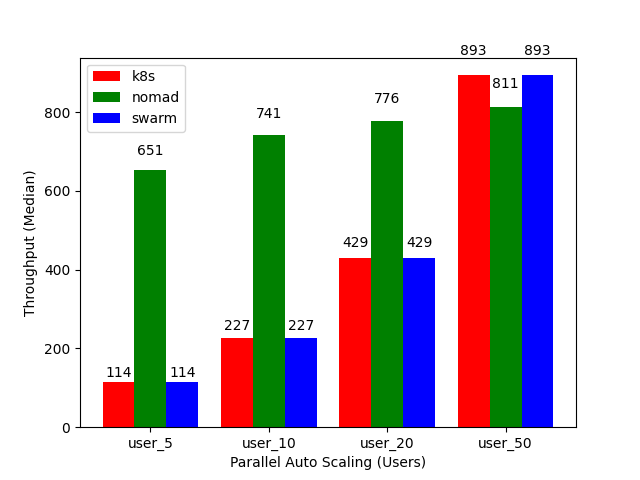 893 893
811
k8s
nomad
swarm
776
741
651
429 429
227 227
114 114
800
600
400
200
0
Throughput (Median)
user_5 user_10 user_20 user_50
Parallel Auto Scaling (Users)